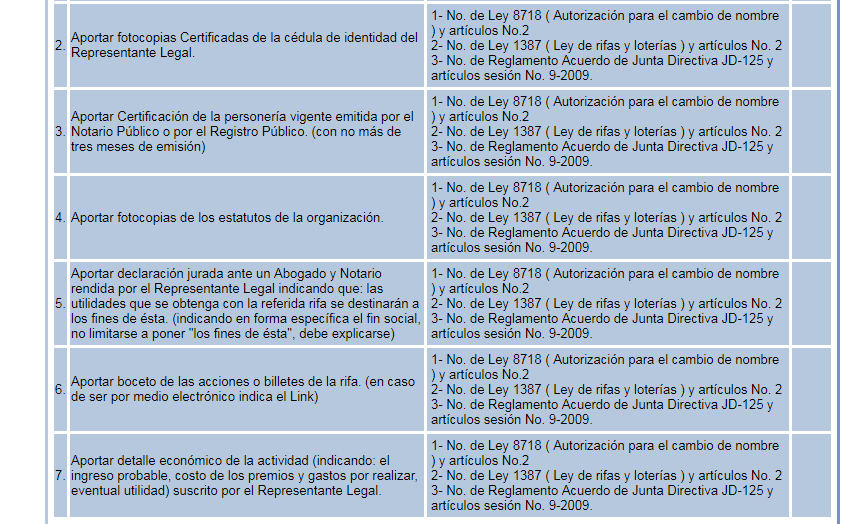 2.
Aportar fotocopias Certificadas de la cédula de identidad del
Representante Legal.
1- No. de Ley 8718 ( Autorización para el cambio de nombre
) y artículos No.2
2- No. de Ley 1387 ( Ley de rifas y loterías ) y artículos No. 2
3- No. de Reglamento Acuerdo de Junta Directiva JD-125 y
artículos sesión No. 9-2009.
3.
Aportar Certificación de la personería vigente emitida por el
Notario Público o por el Registro Público. (con no más de
tres meses de emisión)
1- No. de Ley 8718 ( Autorización para el cambio de nombre
) y artículos No.2
2- No. de Ley 1387 ( Ley de rifas y loterías ) y artículos No. 2
3- No. de Reglamento Acuerdo de Junta Directiva JD-125 y
artículos sesión No. 9-2009.
4.
Aportar fotocopias de los estatutos de la organización.
1- No. de Ley 8718 ( Autorización para el cambio de nombre
) y artículos No.2
2- No. de Ley 1387 ( Ley de rifas y loterías ) y artículos No. 2
3- No. de Reglamento Acuerdo de Junta Directiva JD-125 y
artículos sesión No. 9-2009.
5.
Aportar declaración jurada ante un Abogado y Notario
rendida por el Representante Legal indicando que: las
utilidades que se obtenga con la referida rifa se destinarán a
los fines de ésta. (indicando en forma específica el fin social,
no limitarse a poner "los fines de ésta", debe explicarse)
1- No. de Ley 8718 ( Autorización para el cambio de nombre
) y artículos No.2
2- No. de Ley 1387 ( Ley de rifas y loterías ) y artículos No. 2
3- No. de Reglamento Acuerdo de Junta Directiva JD-125 y
artículos sesión No. 9-2009.
6.
Aportar boceto de las acciones o billetes de la rifa. (en caso
de ser por medio electrónico indica el Link)
1- No. de Ley 8718 ( Autorización para el cambio de nombre
) y artículos No.2
2- No. de Ley 1387 ( Ley de rifas y loterías ) y artículos No. 2
3- No. de Reglamento Acuerdo de Junta Directiva JD-125 y
artículos sesión No. 9-2009.
7.
Aportar detalle económico de la actividad (indicando: el
ingreso probable, costo de los premios y gastos por realizar,
eventual utilidad) suscrito por el Representante Legal.
1- No. de Ley 8718 ( Autorización para el cambio de nombre
) y artículos No.2
2- No. de Ley 1387 ( Ley de rifas y loterías ) y artículos No. 2
3- No. de Reglamento Acuerdo de Junta Directiva JD-125 y
artículos sesión No. 9-2009.